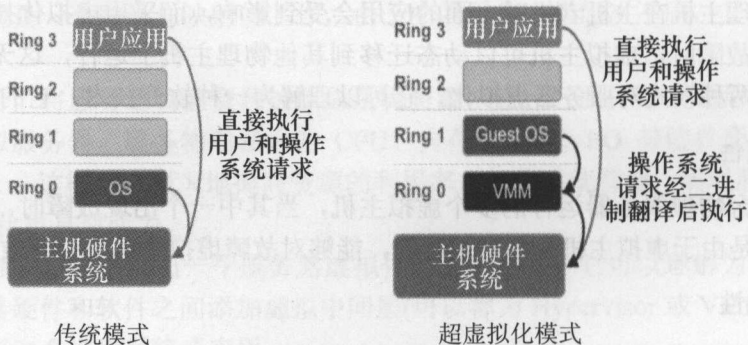 Ring 3
用户应用
Ring 2
Ring 1
Ring 0
OS
直接执行
用户和操作
系统请求
主机硬件
系统
传统模式
Ring 3
用户应用
Ring 2
Ring 1
Guest OS
Ring 0
VMM
直接执行
用户和操作
系统请求
操作系统
请求经二进
制翻译后执行
主机硬件
系统
超虚拟化模式